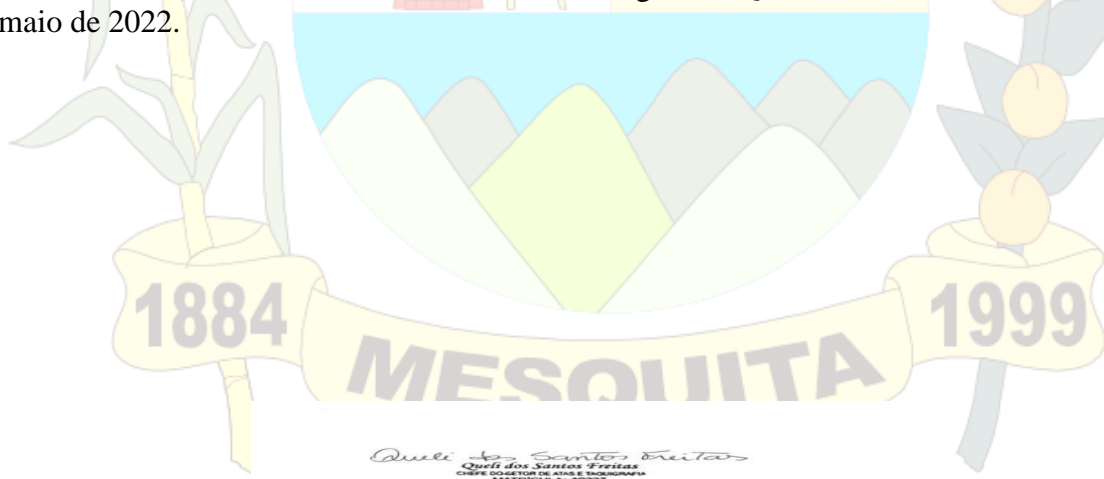 maio de 2022.
1884
1999
MESQUITA
Queli dos Santos Freitas
Queli dos Santos Freitas
CHEFE DO SETOR DE ATAS E TAQUIGRAFIA